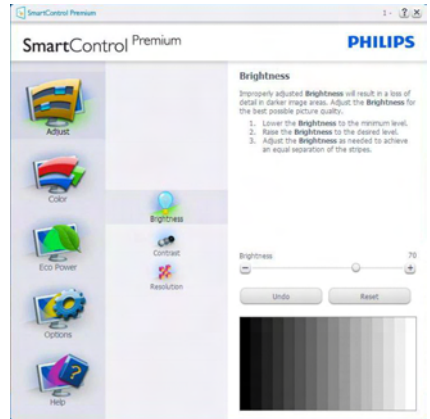 SmartControl Premium
1 - ? X
SmartControl Premium
PHILIPS
Adjust
Color
Eco Power
Options
Help
Brightness
Contrast
Resolution
Brightness
Improperly adjusted Brightness will result in a loss of
detail in darker image areas. Adjust the Brightness for
the best possible picture quality.
1. Lower the Brightness to the minimum level.
2. Raise the Brightness to the desired level.
3. Adjust the Brightness as needed to achieve
an equal separation of the stripes.
Brightness 70
Undo Reset